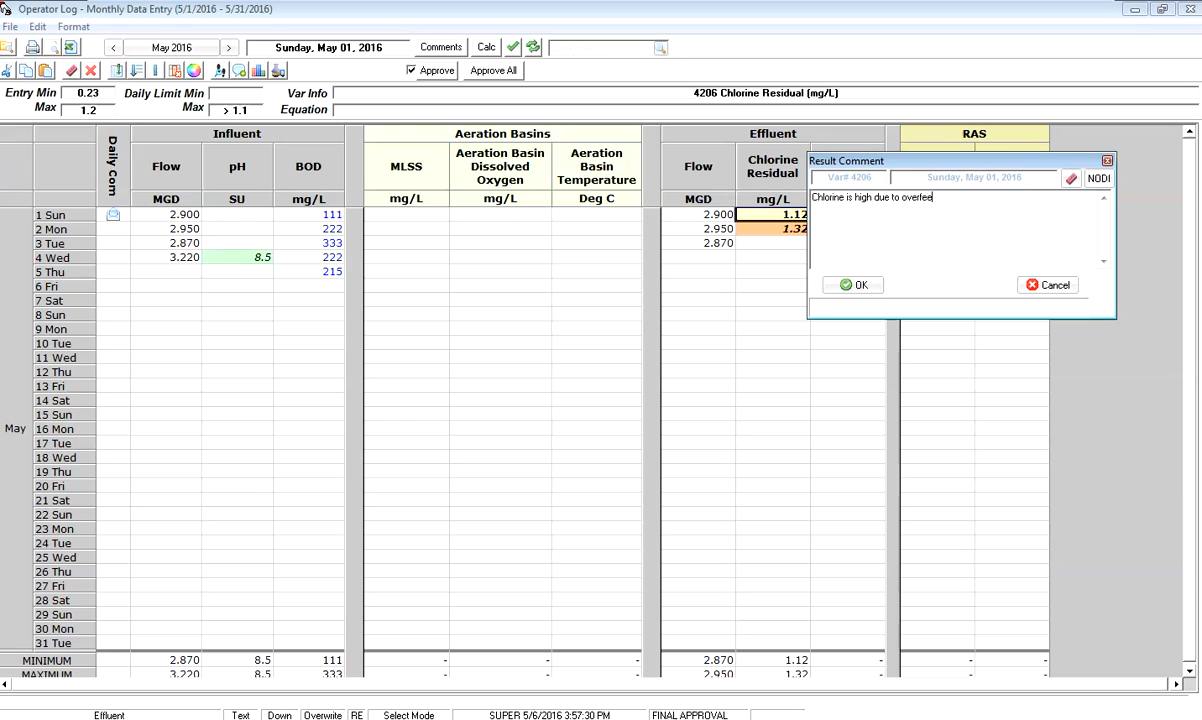 Operator Log - Monthly Data Entry (5/1/2016 - 5/31/2016)
File Edit Format
< May 2016 > Sunday, May 01, 2016 Comments Calc
Approve Approve All
Entry Min 0.23 Daily Limit Min Var Info 4206 Chlorine Residual (mg/L)
Max 1.2 Max > 1.1 Equation
Daily com
Influent Aeration Basins Effluent RAS
Flow pH BOD MLSS Aeration Basin Dissolved Oxygen Aeration Basin Temperature Flow Chlorine Residual
MGD SU mg/L mg/L mg/L Deg C MGD mg/L
Result Comment
Var# 4206 Sunday, May 01, 2016 NODI
Chlorine is high due to overfee
OK Cancel
May
1 Sun 2.900 111 2.900 1.12
2 Mon 2.950 222 2.950 1.32
3 Tue 2.870 333 2.870
4 Wed 3.220 8.5 222
5 Thu 215
6 Fri
7 Sat
8 Sun
9 Mon
10 Tue
11 Wed
12 Thu
13 Fri
14 Sat
15 Sun
16 Mon
17 Tue
18 Wed
19 Thu
20 Fri
21 Sat
22 Sun
23 Mon
24 Tue
25 Wed
26 Thu
27 Fri
28 Sat
29 Sun
30 Mon
31 Tue
MINIMUM 2.870 8.5 111 - - - 2.870 1.12 - - -
MAXIMUM 3.220 8.5 333 - - - 2.950 1.32 - - -
Effluent Text Down Overwrite RE Select Mode SUPER 5/6/2016 3:57:30 PM FINAL APPROVAL